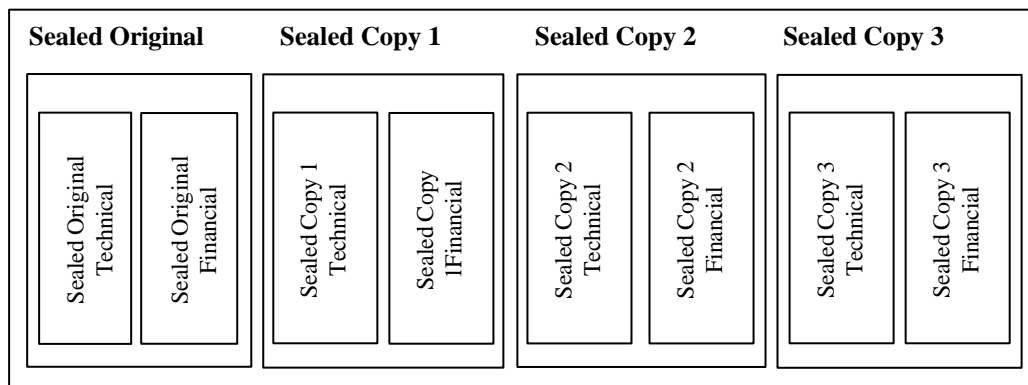 Sealed Original
Sealed Copy 1
Sealed Copy 2
Sealed Copy 3
Sealed Original
Technical
Sealed Original
Financial
Sealed Copy 1
Technical
Sealed Copy
1Financial
Sealed Copy 2
Technical
Sealed Copy 2
Financial
Sealed Copy 3
Technical
Sealed Copy 3
Financial